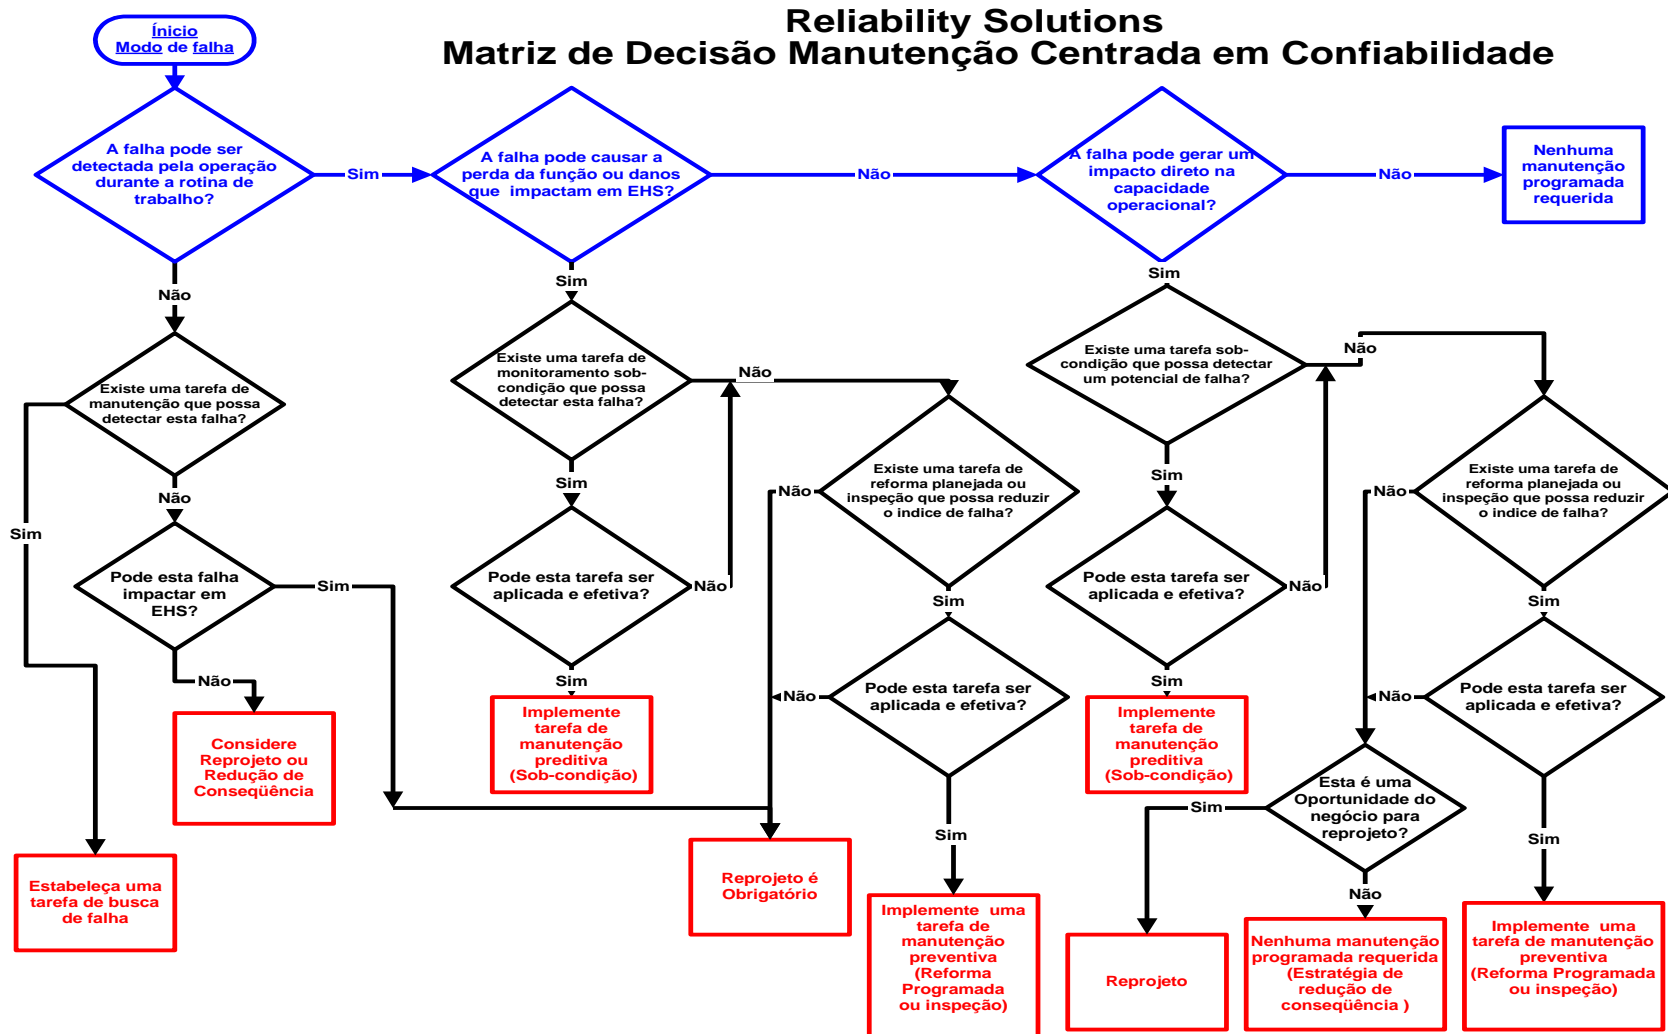 Reliability Solutions
Matriz de Decisão Manutenção Centrada em Confiabilidade
Ínicio
Modo de falha
A falha pode ser
detectada pela operação
durante a rotina de
trabalho?
Sim
A falha pode causar a
perda da função ou danos
que impactam em EHS?
Não
A falha pode gerar um
impacto direto na
capacidade
operacional?
Não
Nenhuma
manutenção
programada
requerida
Não
Sim
Sim
Existe uma tarefa de
manutenção que possa
detectar esta falha?
Existe uma tarefa de
monitoramento sob-
condição que possa
detectar esta falha?
Não
Existe uma tarefa sob-
condição que possa detectar
um potencial de falha?
Não
Sim
Não
Sim
Não
Existe uma tarefa de
reforma planejada ou
inspeção que possa reduzir
o indice de falha?
Sim
Não
Existe uma tarefa de
reforma planejada ou
inspeção que possa reduzir
o indice de falha?
Pode esta falha
impactar em
EHS?
Sim
Pode esta tarefa ser
aplicada e efetiva?
Não
Sim
Pode esta tarefa ser
aplicada e efetiva?
Não
Sim
Não
Sim
Não
Pode esta tarefa ser
aplicada e efetiva?
Sim
Não
Pode esta tarefa ser
aplicada e efetiva?
Considere
Reprojeto ou
Redução de
Conseqüência
Implemente
tarefa de
manutenção
preditiva
(Sob-condição)
Implemente
tarefa de
manutenção
preditiva
(Sob-condição)
Esta é uma
Oportunidade do
negócio para
reprojeto?
Sim
Sim
Sim
Não
Estabeleça uma
tarefa de busca
de falha
Reprojeto é
Obrigatório
Implemente uma
tarefa de
manutenção
preventiva
(Reforma
Programada
ou inspeção)
Reprojeto
Nenhuma manutenção
programada requerida
(Estratégia de
redução de
conseqüência )
Implemente uma
tarefa de manutenção
preventiva
(Reforma Programada
ou inspeção)